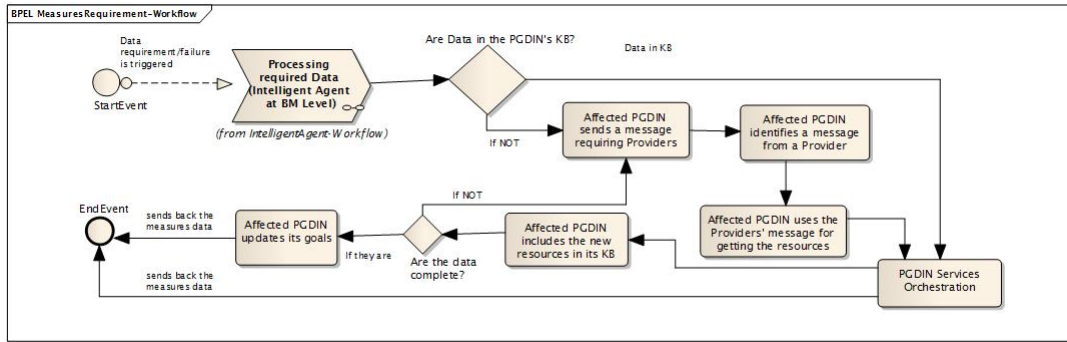 BPEL MeasuresRequirement-Workflow
Data
requirement/failure
is triggered
StartEvent
Processing
required Data
(Intelligent Agent
at BM Level)
(from IntelligentAgent-Workflow)
Are Data in the PGDIN's KB?
Data in KB
If NOT
Affected PGDIN
sends a message
requiring Providers
Affected PGDIN
identifies a message
from a Provider
Affected PGDIN uses the
Providers' message for
getting the resources
PGDIN Services
Orchestration
Affected PGDIN
includes the new
resources in its KB
If NOT
Are the data
complete?
If they are
Affected PGDIN
updates its goals
sends back the
measures data
EndEvent
sends back the
measures data